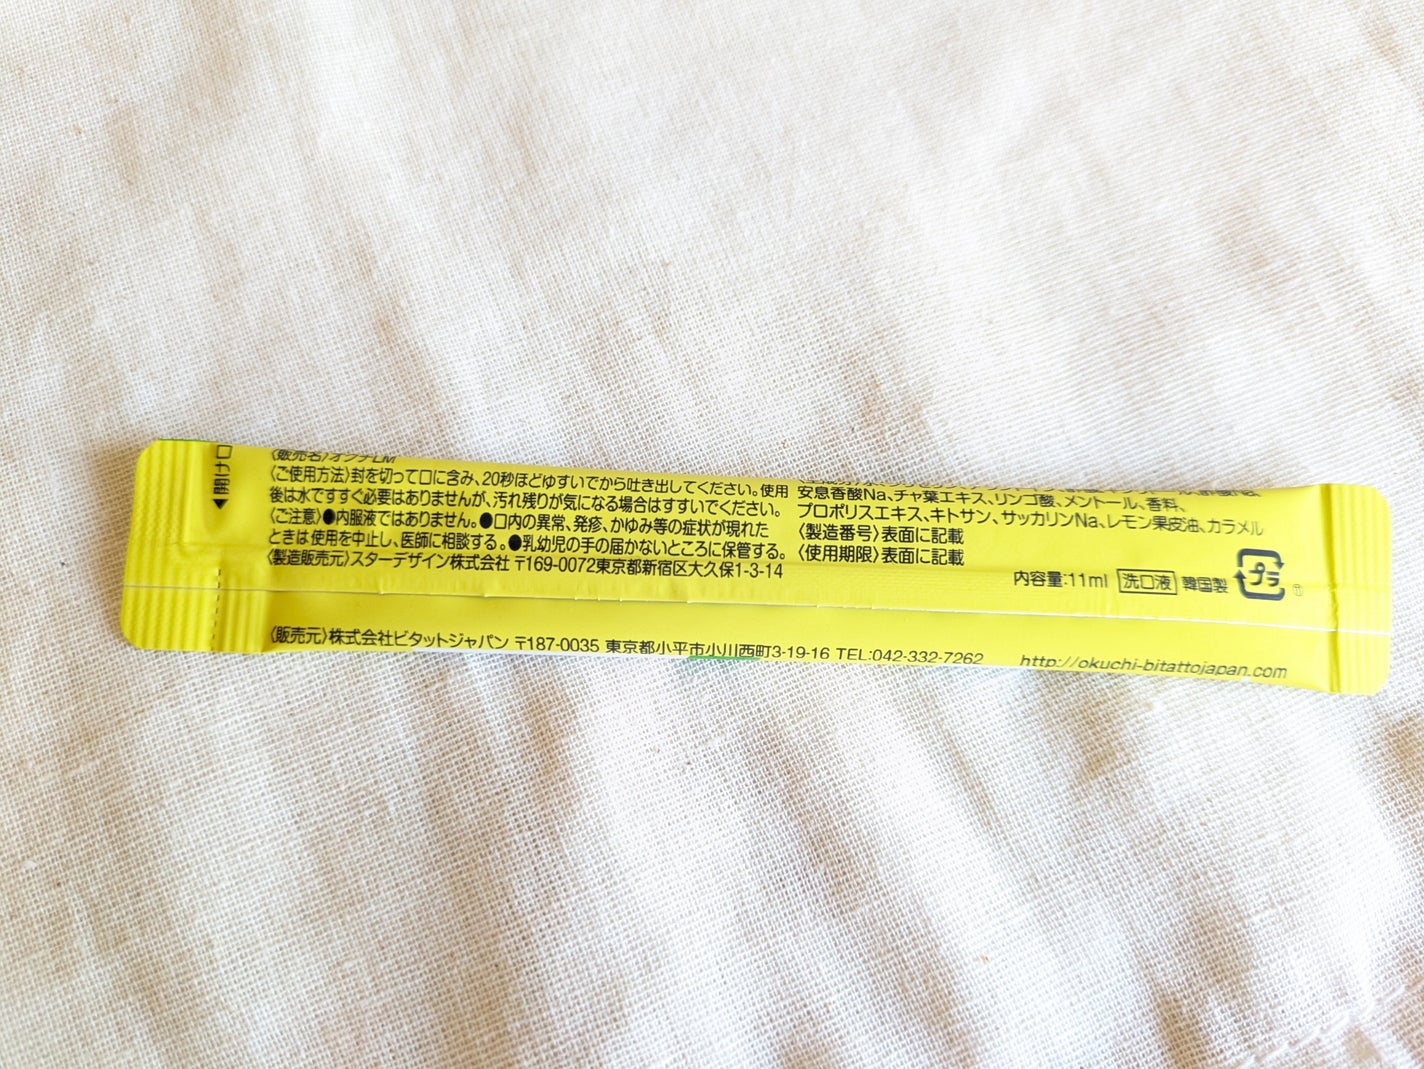 開け口
〈販売名〉オクチLM
〈ご使用方法〉封を切って口に含み、20秒ほどゆすいでから吐き出してください。使用
後は水ですすぐ必要はありませんが、汚れ残りが気になる場合はすすいでください。
〈ご注意〉●内服液ではありません。●口内の異常、発疹、かゆみ等の症状が現れた
ときは使用を中止し、医師に相談する。●乳幼児の手の届かないところに保管する。
〈製造販売元〉スターデザイン株式会社 〒169-0072東京都新宿区大久保1-3-14
安息香酸Na、チャ葉エキス、リンゴ酸、メントール、香料、
プロポリスエキス、キトサン、サッカリンNa、レモン果皮油、カラメル
〈製造番号〉表面に記載
〈使用期限〉表面に記載
内容量:11ml 洗口液 韓国製 プラ
〈販売元〉株式会社ビタットジャパン 〒187-0035 東京都小平市小川西町3-19-16 TEL:042-332-7262 http://okuchi-bitattojapan.com